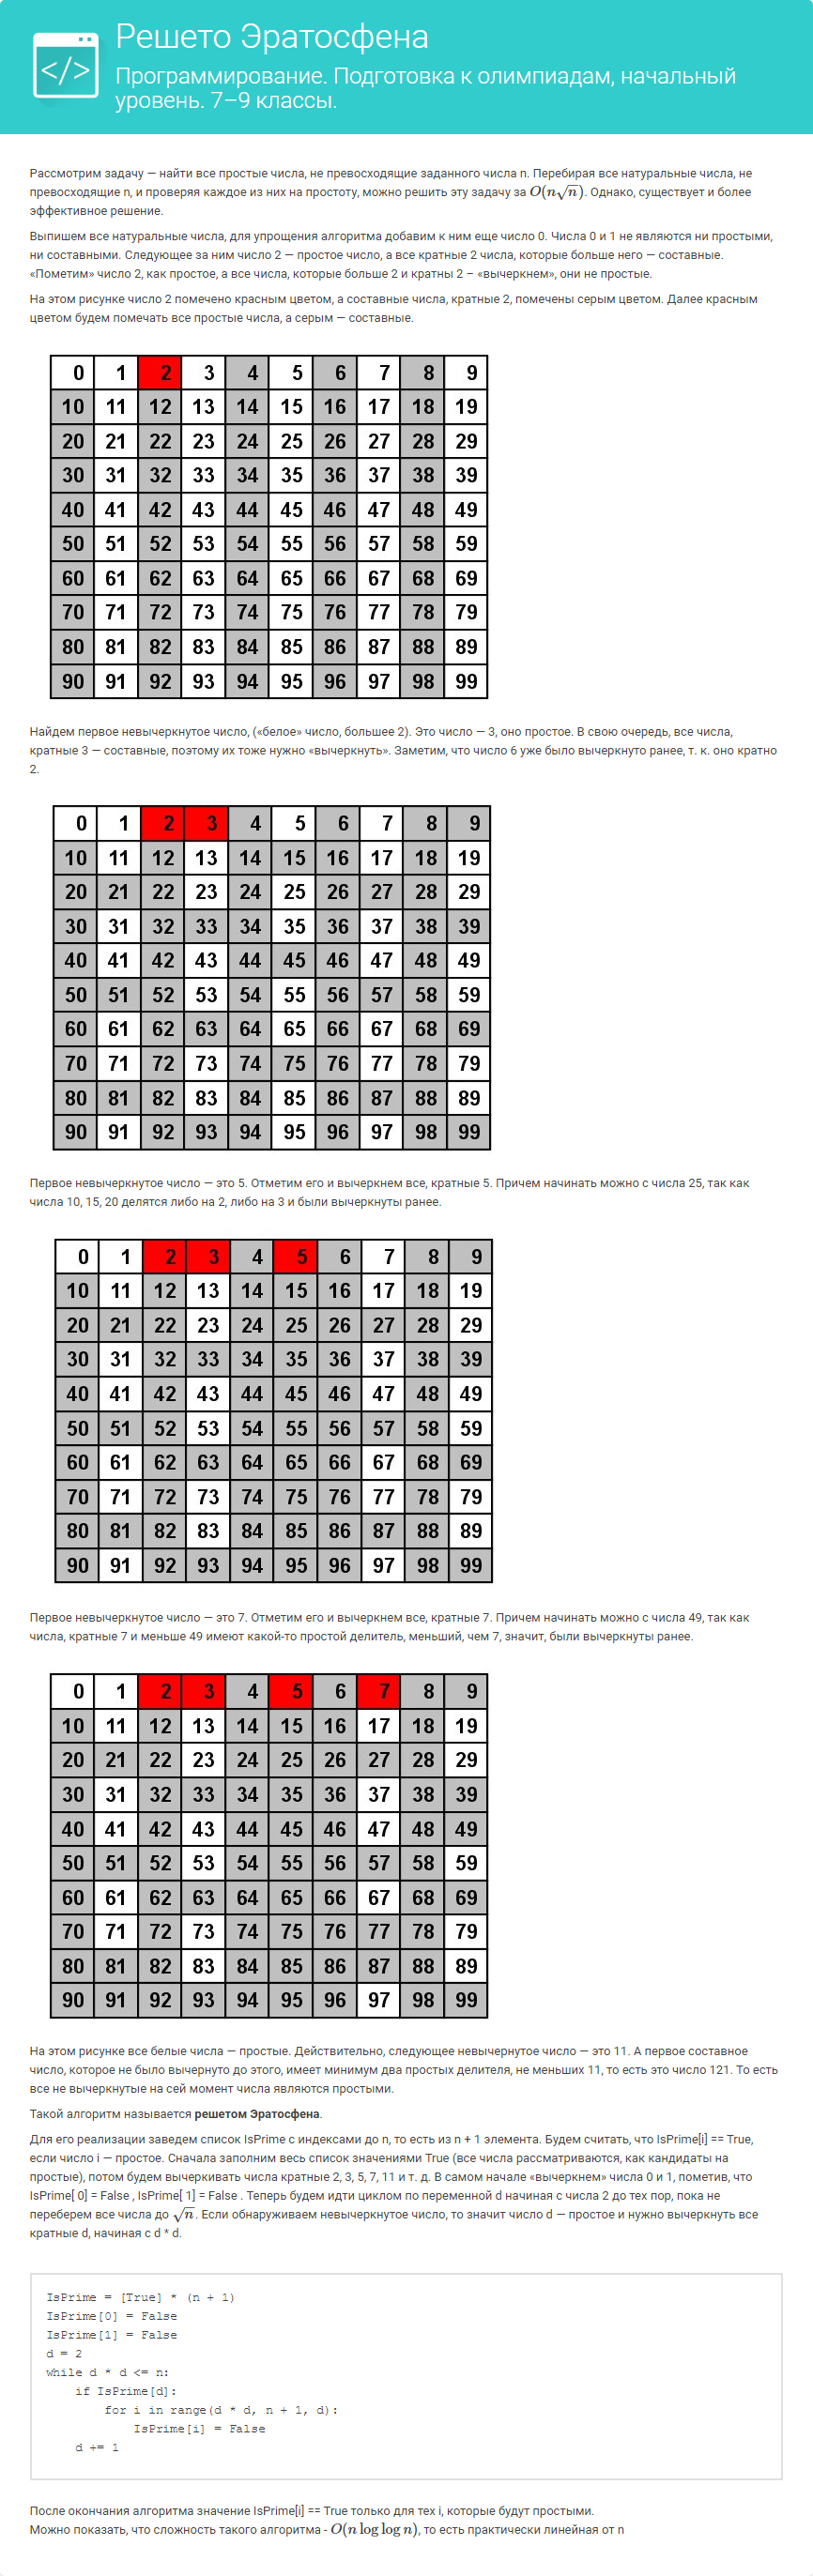 </>
Решето Эратосфена
Программирование. Подготовка к олимпиадам, начальный
уровень. 7–9 классы.
Рассмотрим задачу — найти все простые числа, не превосходящие заданного числа n. Перебирая все натуральные числа, не
превосходящие n, и проверяя каждое из них на простоту, можно решить эту задачу за O(n√n). Однако, существует и более
эффективное решение.
Выпишем все натуральные числа, для упрощения алгоритма добавим к ним еще число 0. Числа 0 и 1 не являются ни простыми,
ни составными. Следующее за ним число 2 — простое число, а все кратные 2 числа, которые больше него — составные.
«Пометим» число 2, как простое, а все числа, которые больше 2 и кратны 2 – «вычеркнем», они не простые.
На этом рисунке число 2 помечено красным цветом, а составные числа, кратные 2, помечены серым цветом. Далее красным
цветом будем помечать все простые числа, а серым — составные.
0 1 2 3 4 5 6 7 8 9
10 11 12 13 14 15 16 17 18 19
20 21 22 23 24 25 26 27 28 29
30 31 32 33 34 35 36 37 38 39
40 41 42 43 44 45 46 47 48 49
50 51 52 53 54 55 56 57 58 59
60 61 62 63 64 65 66 67 68 69
70 71 72 73 74 75 76 77 78 79
80 81 82 83 84 85 86 87 88 89
90 91 92 93 94 95 96 97 98 99
Найдем первое невычеркнутое число, («белое» число, большее 2). Это число — 3, оно простое. В свою очередь, все числа,
кратные 3 — составные, поэтому их тоже нужно «вычеркнуть». Заметим, что число 6 уже было вычеркнуто ранее, т. к. оно кратно
2.
0 1 2 3 4 5 6 7 8 9
10 11 12 13 14 15 16 17 18 19
20 21 22 23 24 25 26 27 28 29
30 31 32 33 34 35 36 37 38 39
40 41 42 43 44 45 46 47 48 49
50 51 52 53 54 55 56 57 58 59
60 61 62 63 64 65 66 67 68 69
70 71 72 73 74 75 76 77 78 79
80 81 82 83 84 85 86 87 88 89
90 91 92 93 94 95 96 97 98 99
Первое невычеркнутое число — это 5. Отметим его и вычеркнем все, кратные 5. Причем начинать можно с числа 25, так как
числа 10, 15, 20 делятся либо на 2, либо на 3 и были вычеркнуты ранее.
0 1 2 3 4 5 6 7 8 9
10 11 12 13 14 15 16 17 18 19
20 21 22 23 24 25 26 27 28 29
30 31 32 33 34 35 36 37 38 39
40 41 42 43 44 45 46 47 48 49
50 51 52 53 54 55 56 57 58 59
60 61 62 63 64 65 66 67 68 69
70 71 72 73 74 75 76 77 78 79
80 81 82 83 84 85 86 87 88 89
90 91 92 93 94 95 96 97 98 99
Первое невычеркнутое число — это 7. Отметим его и вычеркнем все, кратные 7. Причем начинать можно с числа 49, так как
числа, кратные 7 и меньше 49 имеют какой-то простой делитель, меньший, чем 7, значит, были вычеркнуты ранее.
0 1 2 3 4 5 6 7 8 9
10 11 12 13 14 15 16 17 18 19
20 21 22 23 24 25 26 27 28 29
30 31 32 33 34 35 36 37 38 39
40 41 42 43 44 45 46 47 48 49
50 51 52 53 54 55 56 57 58 59
60 61 62 63 64 65 66 67 68 69
70 71 72 73 74 75 76 77 78 79
80 81 82 83 84 85 86 87 88 89
90 91 92 93 94 95 96 97 98 99
На этом рисунке все белые числа — простые. Действительно, следующее невычернутое число — это 11. А первое составное
число, которое не было вычернуто до этого, имеет минимум два простых делителя, не меньших 11, то есть это число 121. То есть
все не вычеркнутые на сей момент числа являются простыми.
Такой алгоритм называется решетом Эратосфена.
Для его реализации заведем список IsPrime с индексами до n, то есть из n + 1 элемента. Будем считать, что IsPrime[i] == True,
если число i — простое. Сначала заполним весь список значениями True (все числа рассматриваются, как кандидаты на
простые), потом будем вычеркивать числа кратные 2, 3, 5, 7, 11 и т. д. В самом начале «вычеркнем» числа 0 и 1, пометив, что
IsPrime[ 0] = False , IsPrime[ 1] = False . Теперь будем идти циклом по переменной d начиная с числа 2 до тех пор, пока не
переберем все числа до √n. Если обнаруживаем невычеркнутое число, то значит число d — простое и нужно вычеркнуть все
кратные d, начиная с d * d.
IsPrime = [True] * (n + 1)
IsPrime[0] = False
IsPrime[1] = False
d = 2
while d * d <= n:
    if IsPrime[d]:
        for i in range(d * d, n + 1, d):
            IsPrime[i] = False
    d += 1
После окончания алгоритма значение IsPrime[i] == True только для тех i, которые будут простыми.
Можно показать, что сложность такого алгоритма - O(n log log n), то есть практически линейная от n